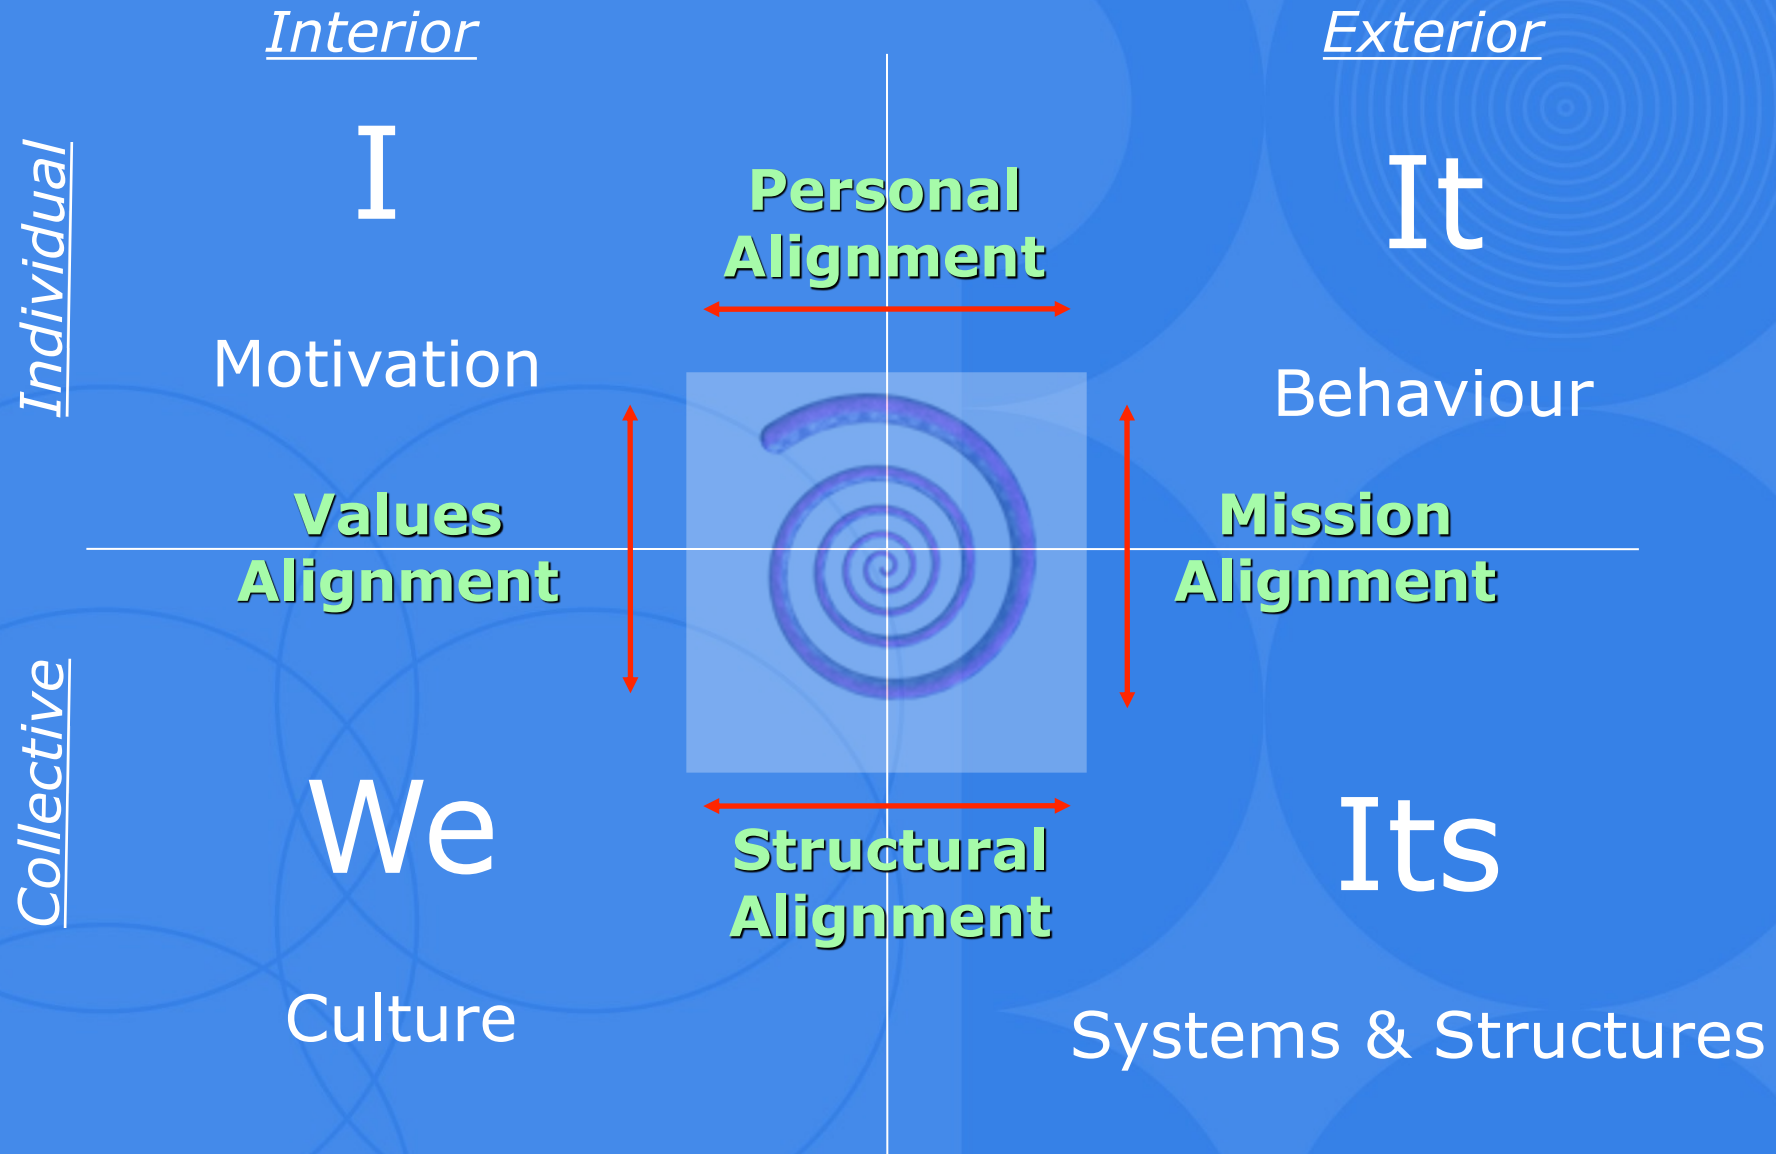 Interior
Exterior
Individual
I
It
Personal
Alignment
Motivation
Behaviour
Values
Alignment
Mission
Alignment
Collective
We
Its
Structural
Alignment
Culture
Systems & Structures